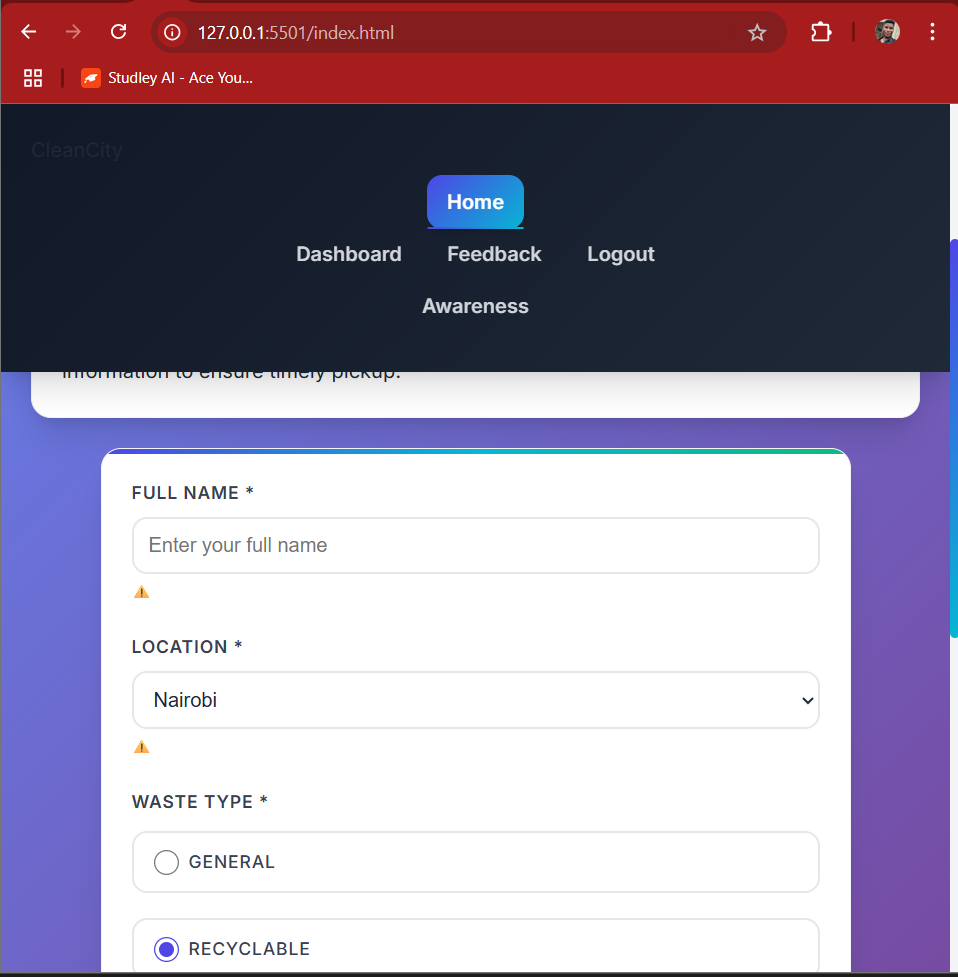 127.0.0.1:5501/index.html
Studley AI - Ace You...
CleanCity
Home
Dashboard Feedback Logout
Awareness
information to ensure timely pickup.
FULL NAME *
Enter your full name
LOCATION *
Nairobi
WASTE TYPE *
GENERAL
RECYCLABLE